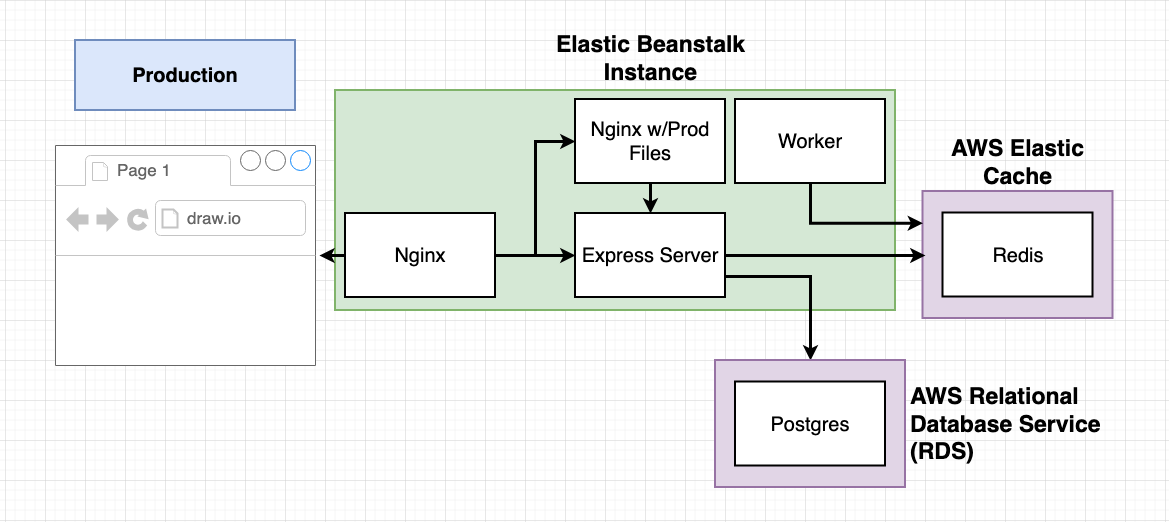 Production
Elastic Beanstalk
Instance
Page 1
draw.io
Nginx
Nginx w/Prod
Files
Worker
Express Server
AWS Elastic
Cache
Redis
Postgres
AWS Relational
Database Service
(RDS)